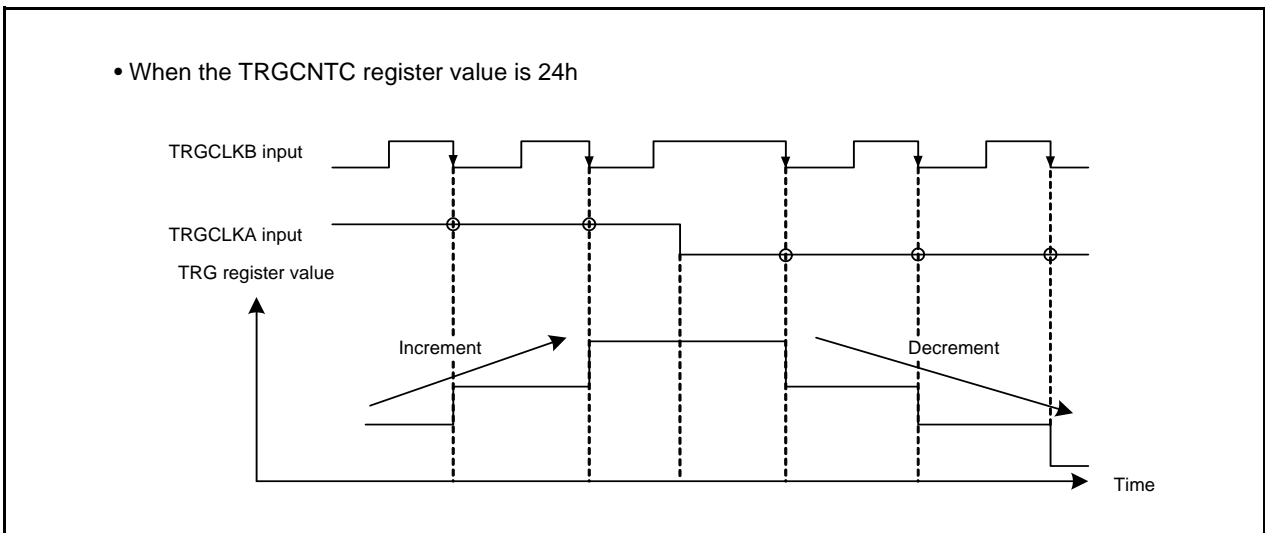 • When the TRGCNTC register value is 24h
TRGCLKB input
TRGCLKA input
TRG register value
Increment
Decrement
Time